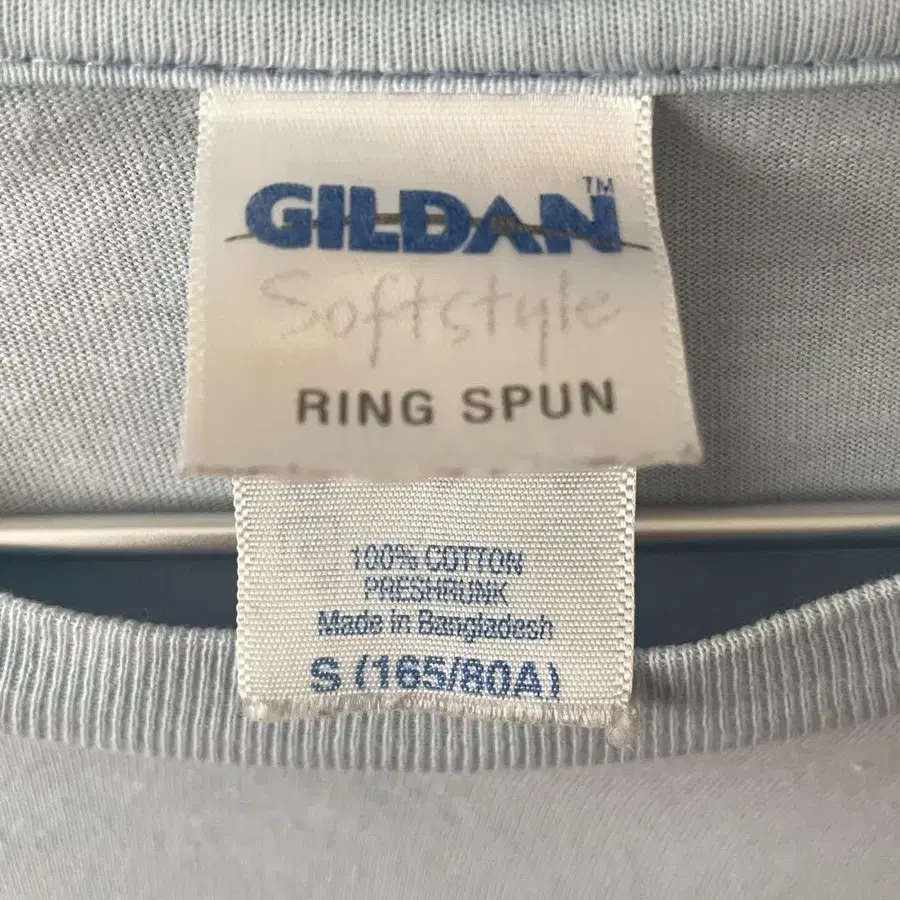 GILDAN™
Softstyle
RING SPUN
100% COTTON
PRESHRUNK
Made in Bangladesh
S (165/80A)